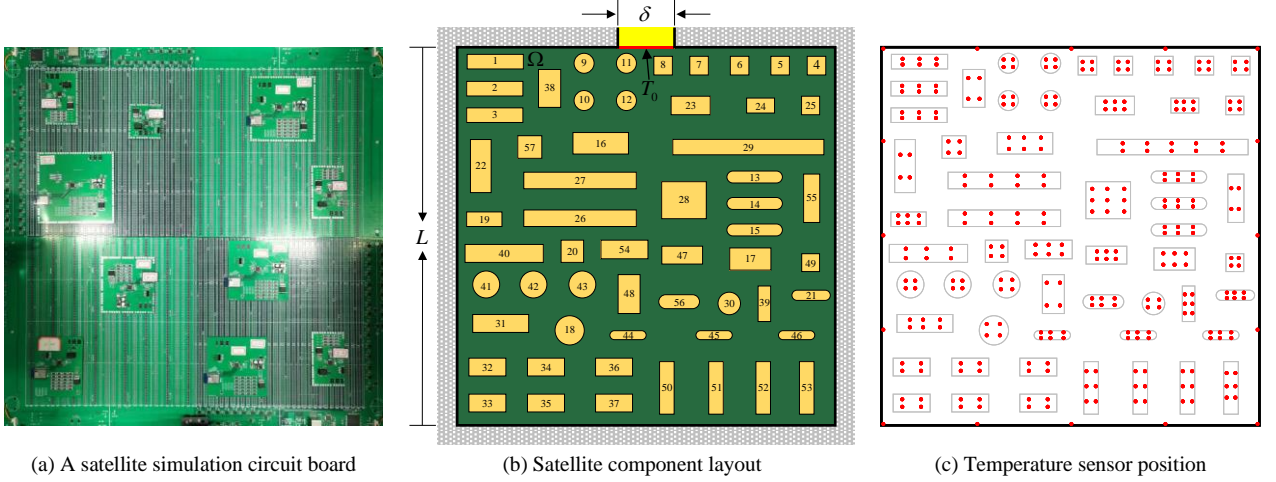 δ
1 Ω 9 11 8 7 6 5 4
T0
2 38 10 12 23 24 25
3
22 57 16 29
27 13
28 55
19 26 14
15
40 20 54 47 17 49
L
41 42 43 48 56 30 39 21
31 18 44 45 46
32 34 36 50 51 52 53
33 35 37
(a) A satellite simulation circuit board
(b) Satellite component layout
(c) Temperature sensor position